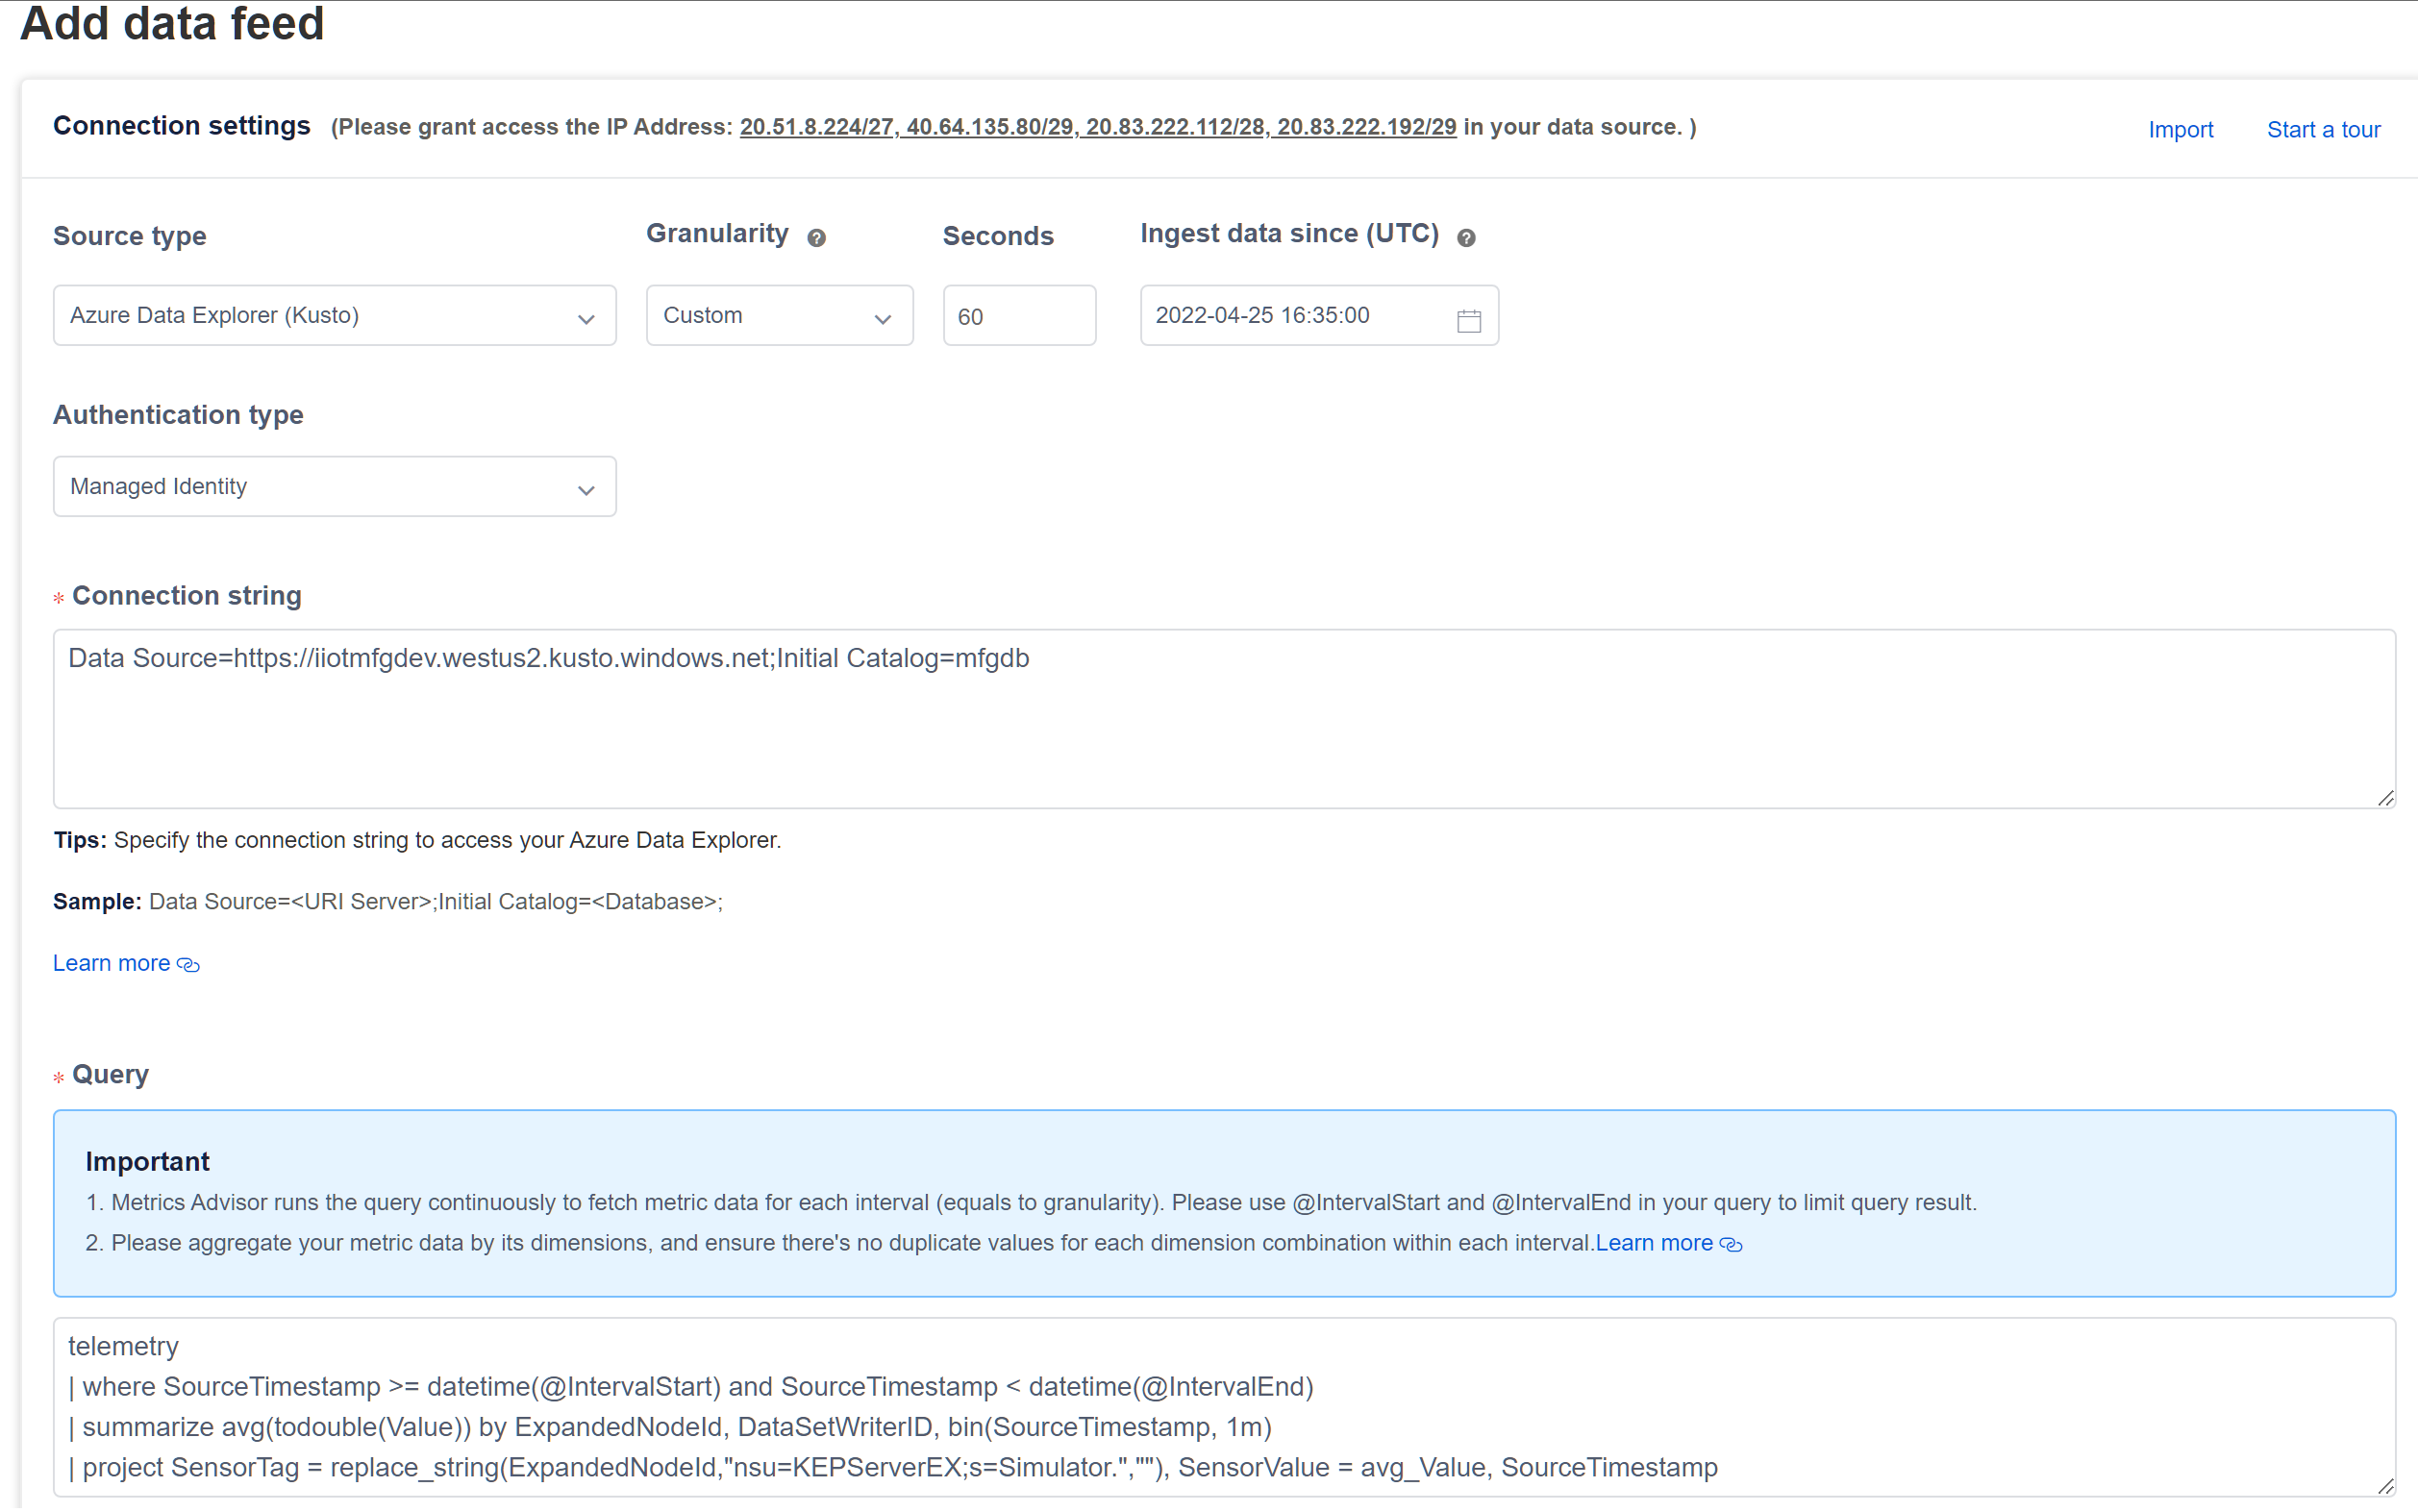 Add data feed
Connection settings (Please grant access the IP Address: 20.51.8.224/27, 40.64.135.80/29, 20.83.222.112/28, 20.83.222.192/29 in your data source. )
Import
Start a tour
Source type
Granularity
Seconds
Ingest data since (UTC)
Azure Data Explorer (Kusto)
Custom
60
2022-04-25 16:35:00
Authentication type
Managed Identity
* Connection string
Data Source=https://iiotmfgdev.westus2.kusto.windows.net;Initial Catalog=mfgdb
Tips: Specify the connection string to access your Azure Data Explorer.
Sample: Data Source=<URI Server>;Initial Catalog=<Database>;
Learn more
* Query
Important
1. Metrics Advisor runs the query continuously to fetch metric data for each interval (equals to granularity). Please use @IntervalStart and @IntervalEnd in your query to limit query result.
2. Please aggregate your metric data by its dimensions, and ensure there's no duplicate values for each dimension combination within each interval.Learn more
telemetry
| where SourceTimestamp >= datetime(@IntervalStart) and SourceTimestamp < datetime(@IntervalEnd)
| summarize avg(todouble(Value)) by ExpandedNodeId, DataSetWriterID, bin(SourceTimestamp, 1m)
| project SensorTag = replace_string(ExpandedNodeId,"nsu=KEPServerEX;s=Simulator.",""), SensorValue = avg_Value, SourceTimestamp